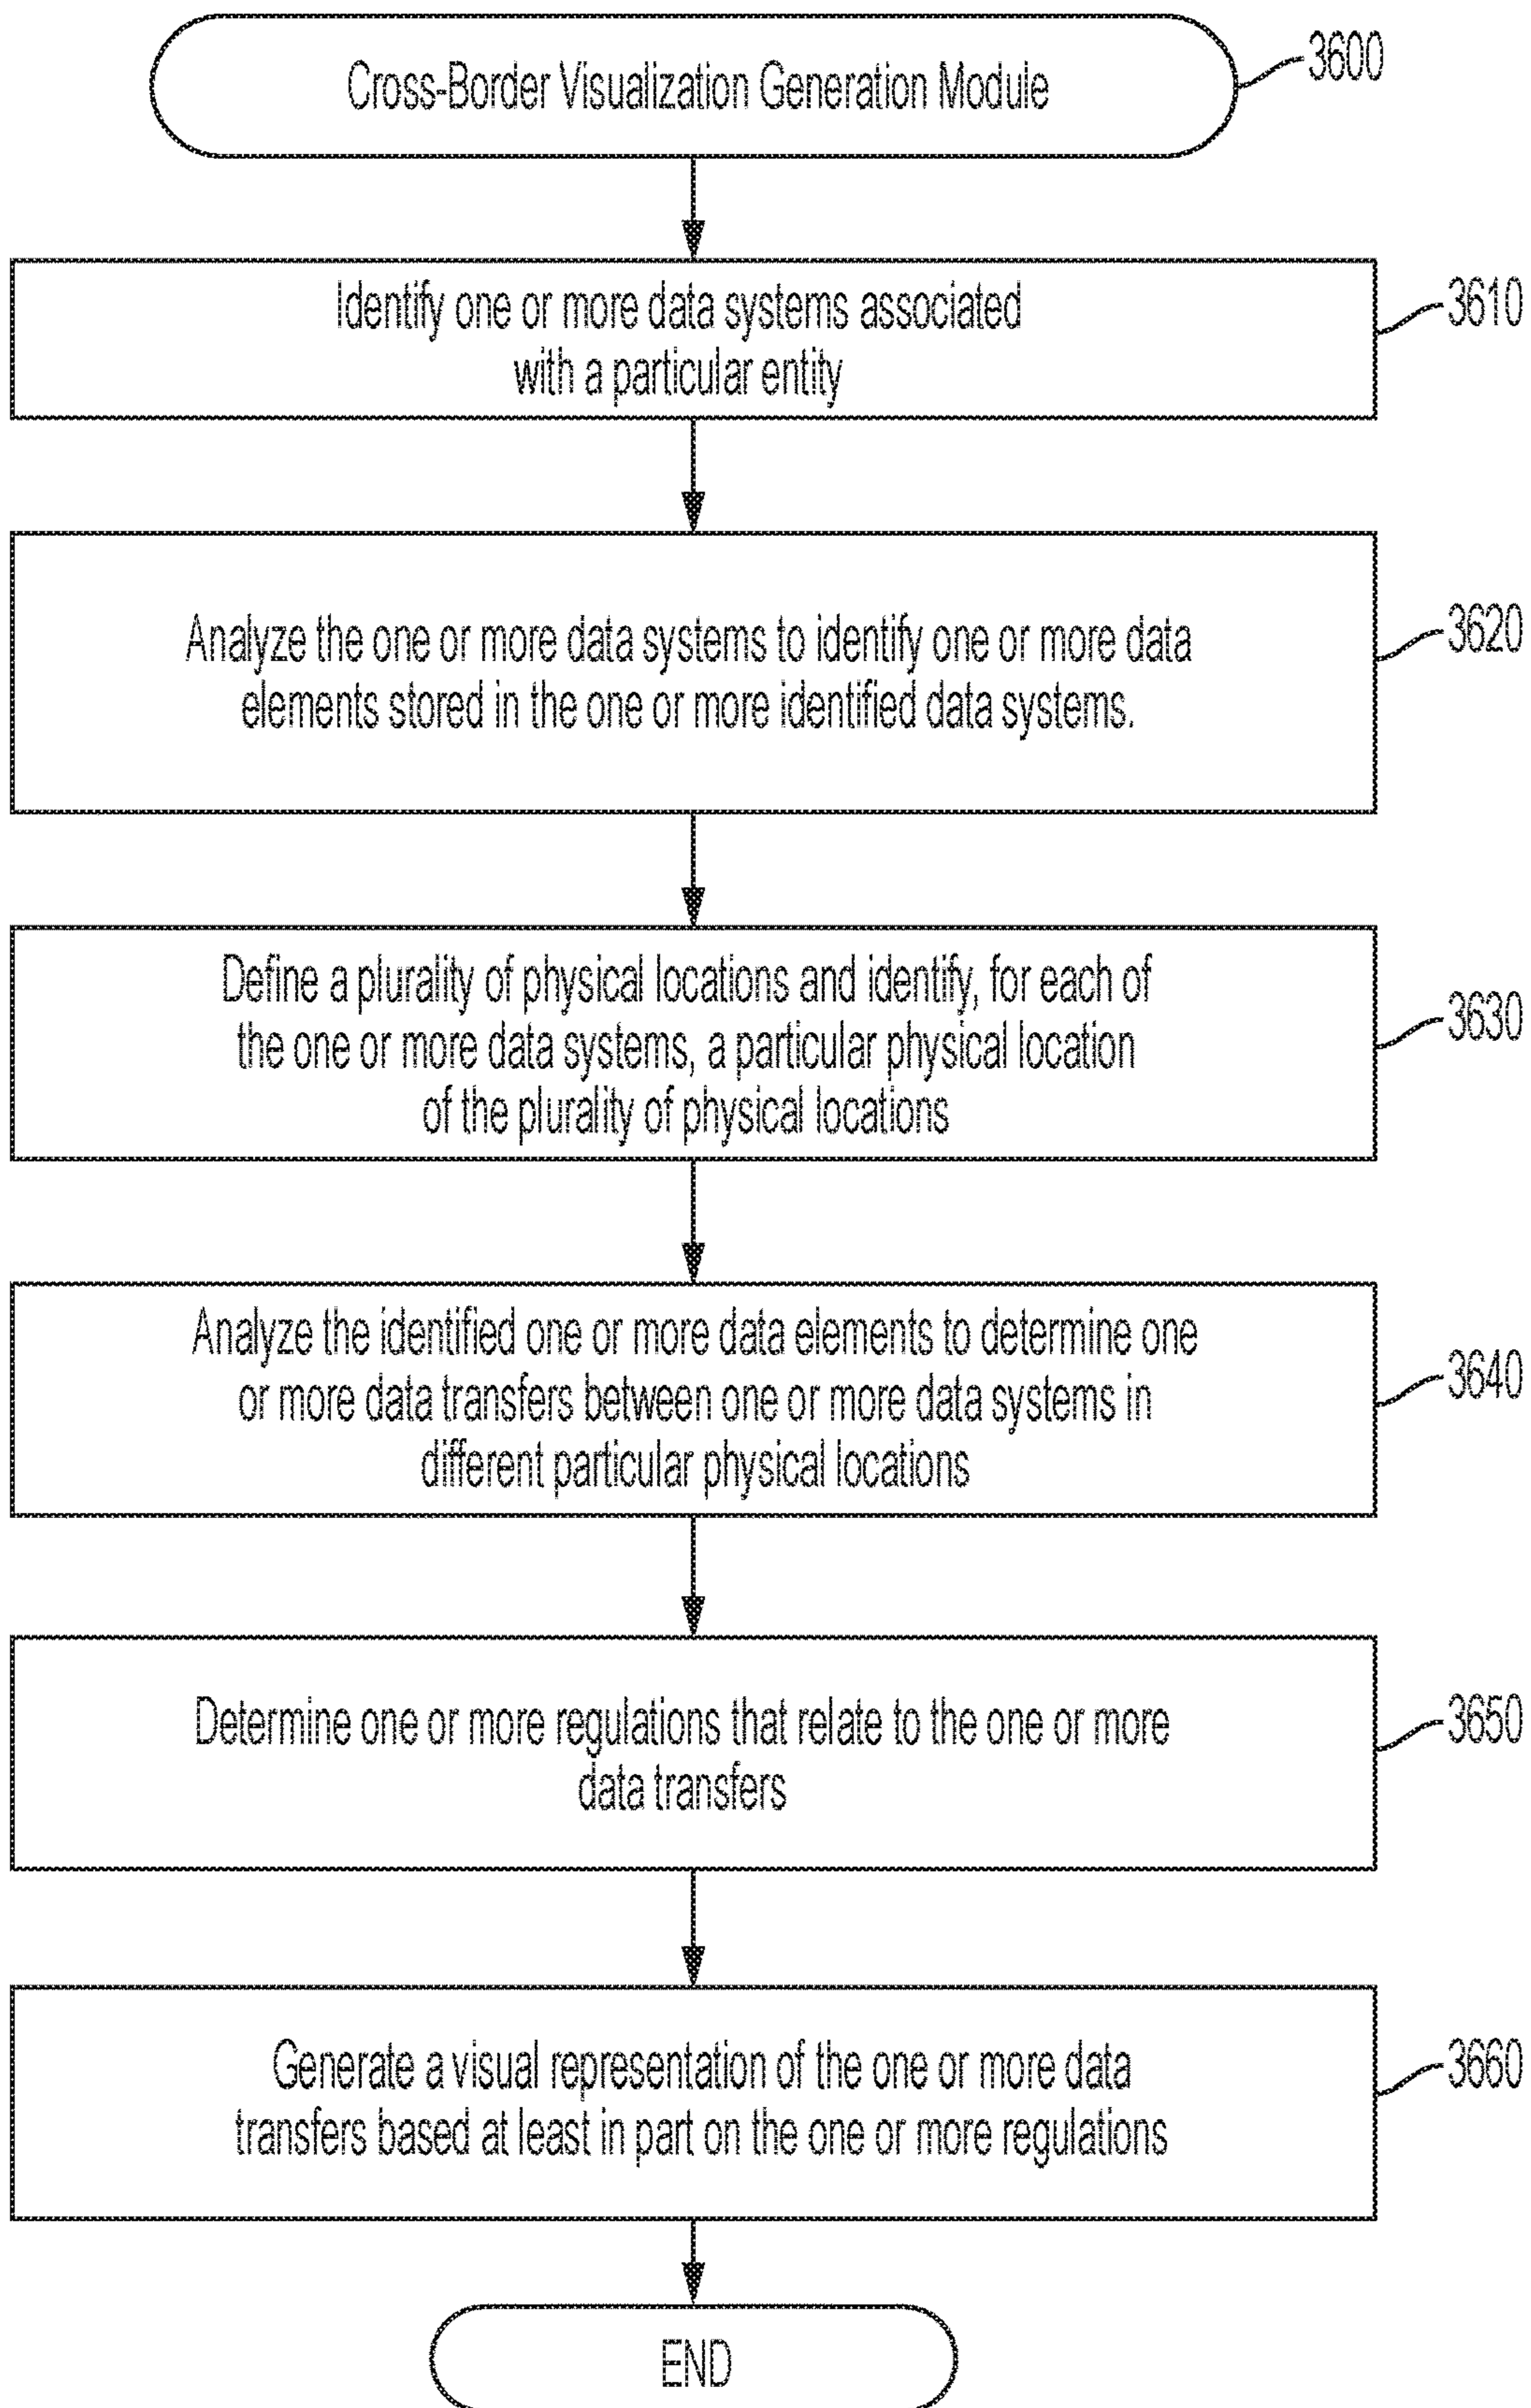 Cross-Border Visualization Generation Module
3600
Identify one or more data systems associated
with a particular entity
3610
Analyze the one or more data systems to identify one or more data
elements stored in the one or more identified data systems.
3620
Define a plurality of physical locations and identify, for each of
the one or more data systems, a particular physical location
of the plurality of physical locations
3630
Analyze the identified one or more data elements to determine one
or more data transfers between one or more data systems in
different particular physical locations
3640
Determine one or more regulations that relate to the one or more
data transfers
3650
Generate a visual representation of the one or more data
transfers based at least in part on the one or more regulations
3660
END